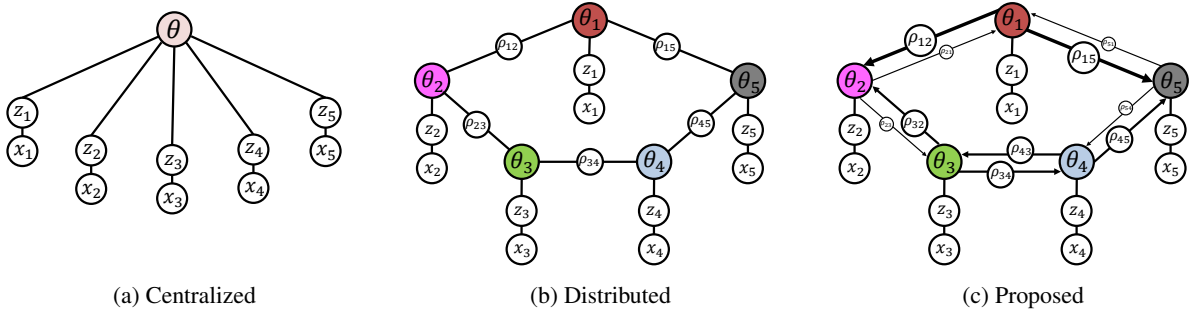 θ
z₁
x₁
z₂
x₂
z₃
x₃
z₄
x₄
z₅
x₅
(a) Centralized
θ₁
ρ₁₂
ρ₁₅
z₁
x₁
θ₂
θ₅
z₂
x₂
ρ₂₃
ρ₄₅
z₅
x₅
θ₃
ρ₃₄
θ₄
z₃
x₃
z₄
x₄
(b) Distributed
θ₁
ρ₁₂
ρ₂₁
ρ₁₅
ρ₅₁
z₁
x₁
θ₂
θ₅
z₂
x₂
ρ₂₃
ρ₃₂
ρ₅₄
ρ₄₅
z₅
x₅
θ₃
ρ₄₃
ρ₃₄
θ₄
z₃
x₃
z₄
x₄
(c) Proposed